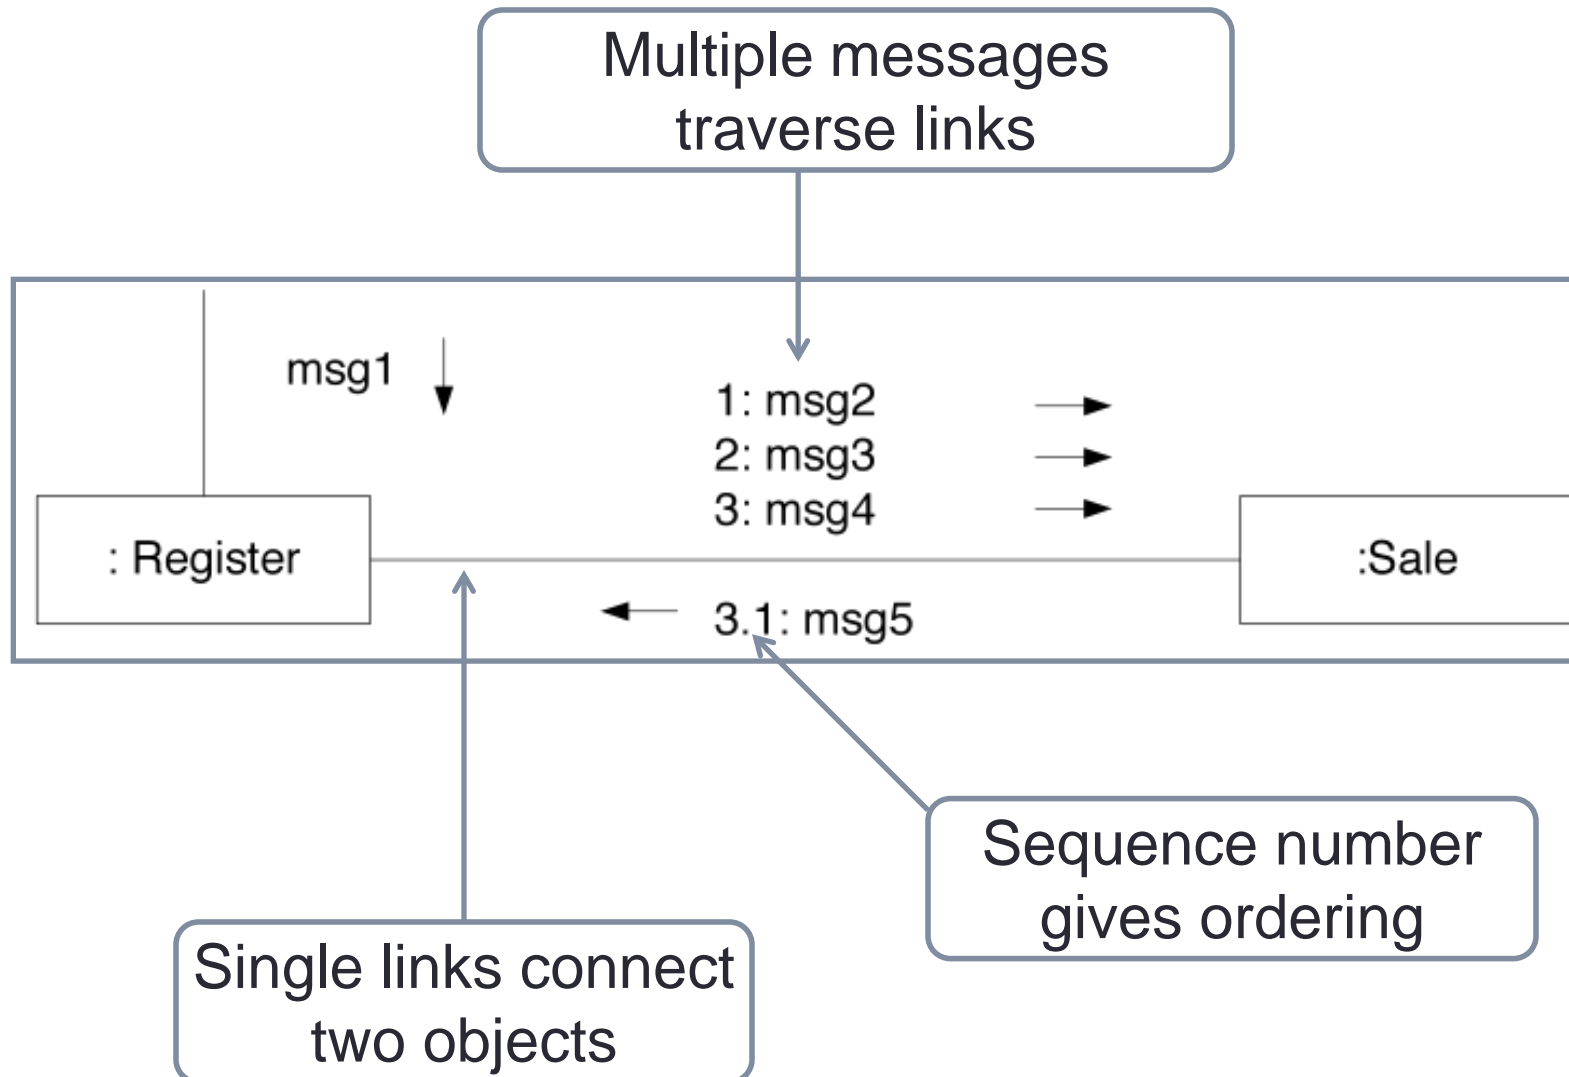 Multiple messages
traverse links
msg1
1: msg2
2: msg3
3: msg4
: Register
:Sale
3.1: msg5
Sequence number
gives ordering
Single links connect
two objects